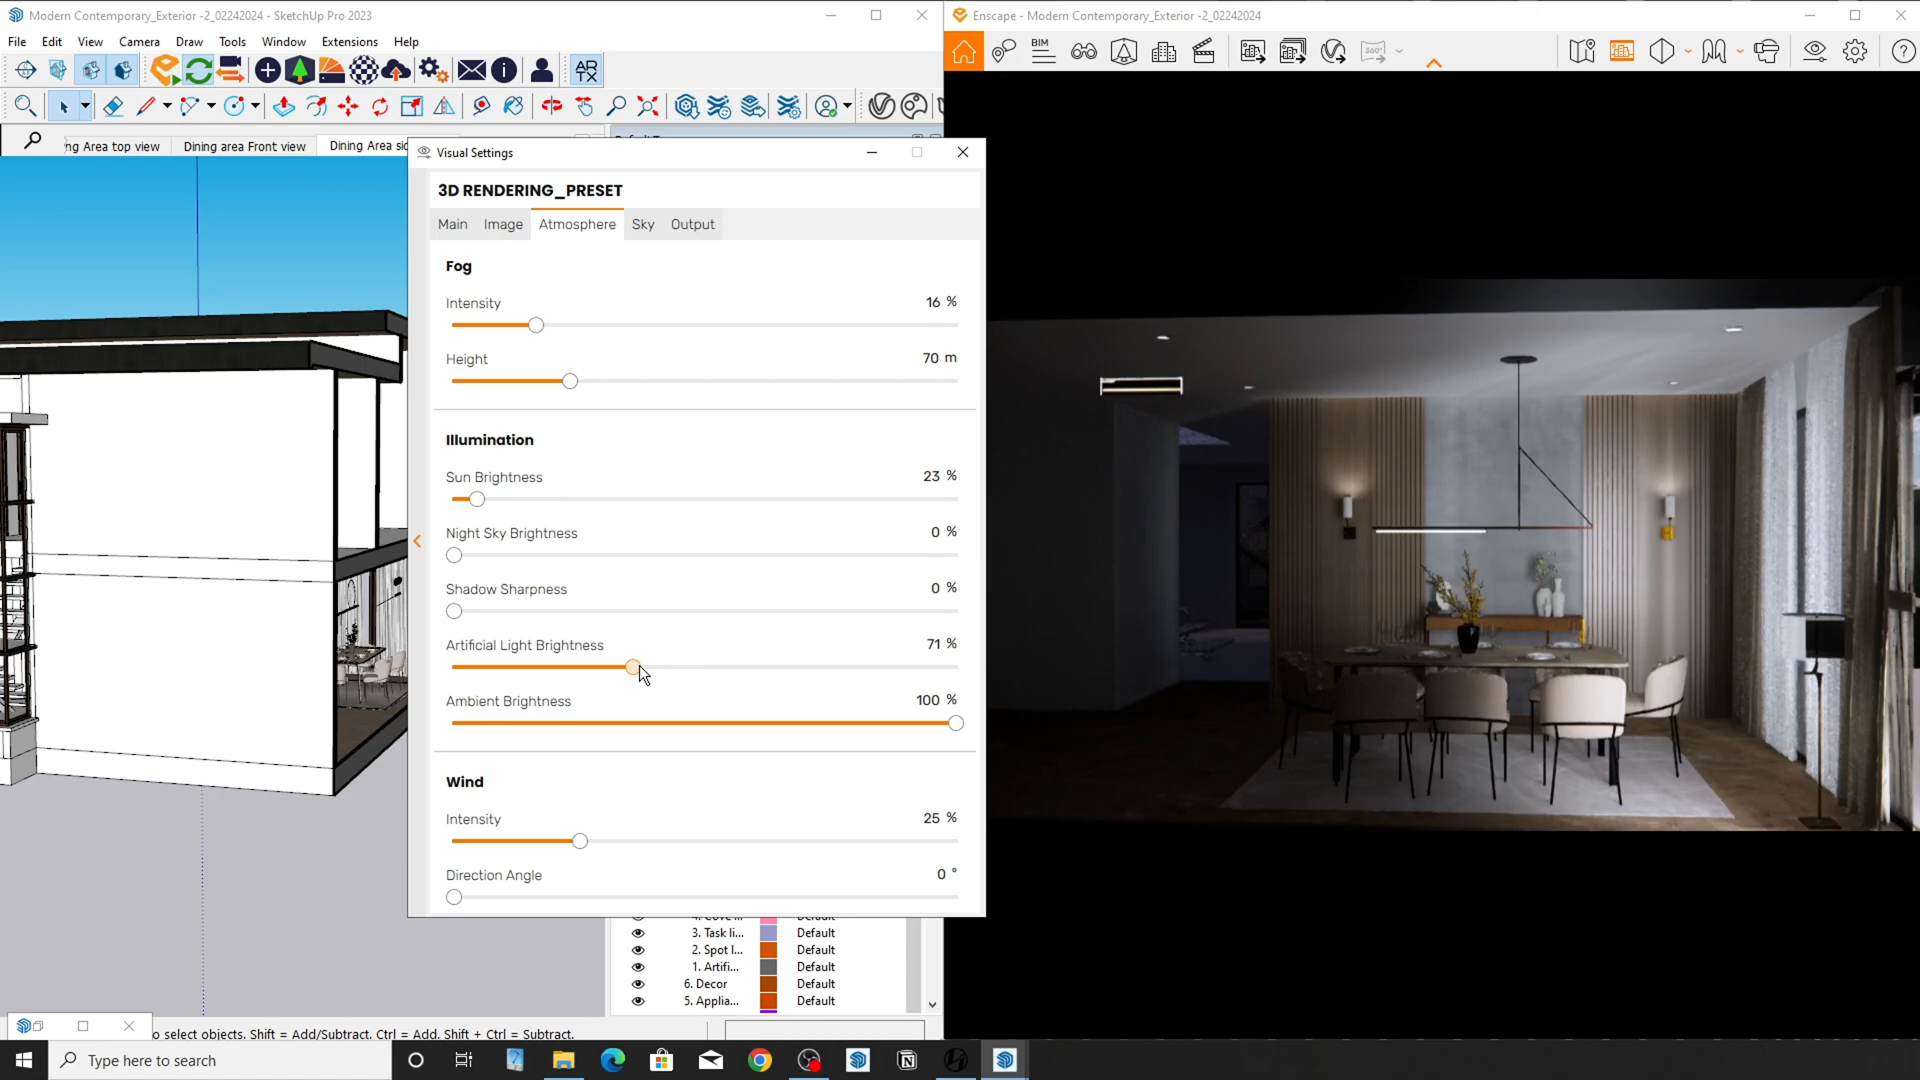 Modern Contemporary_Exterior -2_02242024 - SketchUp Pro 2023
Enscape - Modern Contemporary_Exterior -2_02242024
File Edit View Camera Draw Tools Window Extensions Help
BIM
360°
AR
TX
ng Area top view Dining area Front view Dining Area sid
Visual Settings
3D RENDERING_PRESET
Main Image Atmosphere Sky Output
Fog
Intensity 16 %
Height 70 m
Illumination
Sun Brightness 23 %
Night Sky Brightness 0 %
Shadow Sharpness 0 %
Artificial Light Brightness 71 %
Ambient Brightness 100 %
Wind
Intensity 25 %
Direction Angle 0 °
3. Task li... Default
2. Spot l... Default
1. Artifi... Default
6. Decor Default
5. Applia... Default
o select objects. Shift = Add/Subtract. Ctrl = Add. Shift + Ctrl = Subtract.
Type here to search